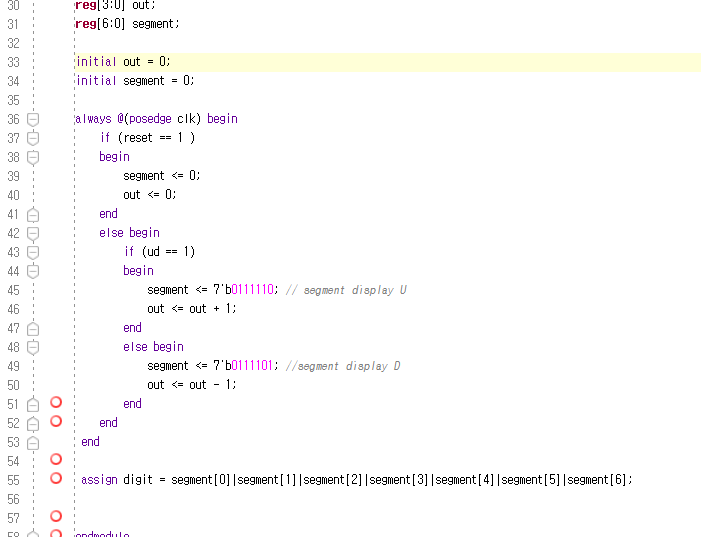 30 reg[3:0] out;
31 reg[6:0] segment;
32
33 initial out = 0;
34 initial segment = 0;
35
36 always @(posedge clk) begin
37 if (reset == 1 )
38 begin
39 segment <= 0;
40 out <= 0;
41 end
42 else begin
43 if (ud == 1)
44 begin
45 segment <= 7'b0111110; // segment display U
46 out <= out + 1;
47 end
48 else begin
49 segment <= 7'b0111101; //segment display D
50 out <= out - 1;
51 end
52 end
53 end
54
55 assign digit = segment[0]|segment[1]|segment[2]|segment[3]|segment[4]|segment[5]|segment[6];
56
57
58 endmodule